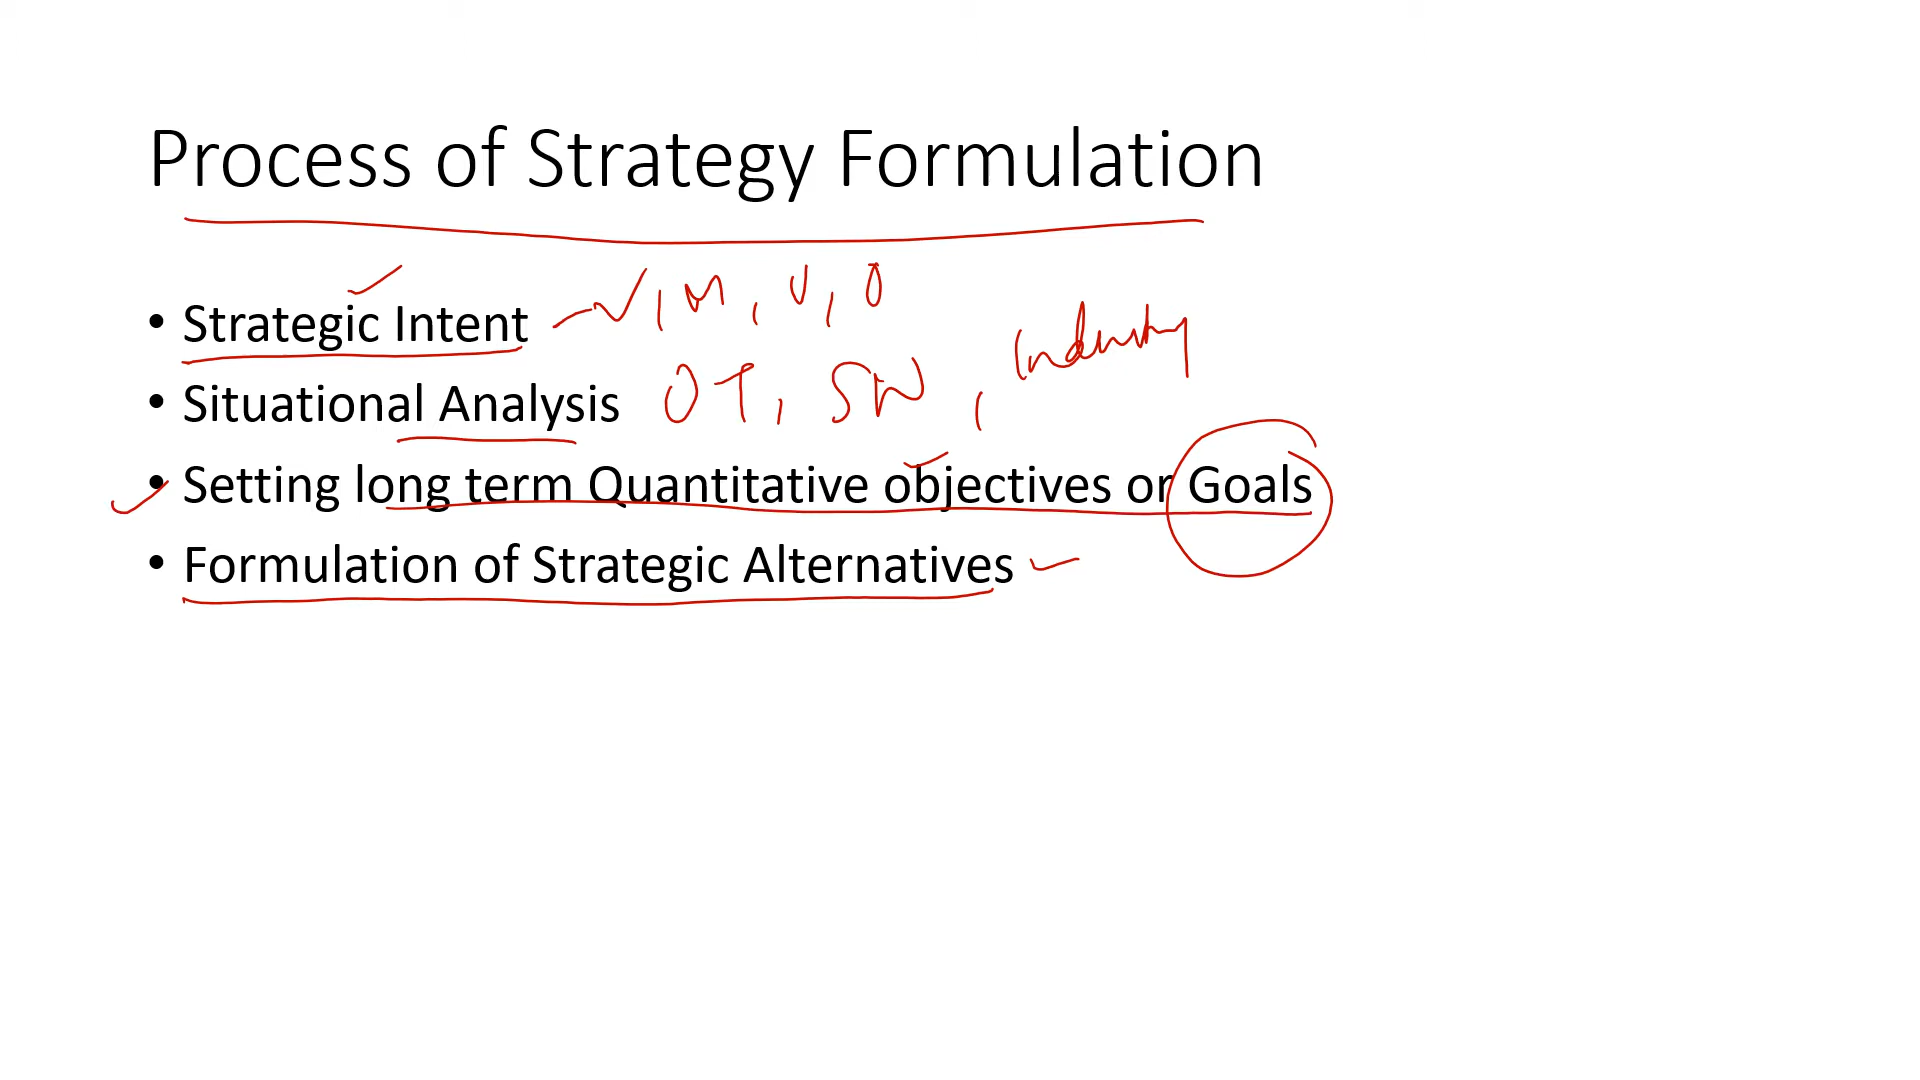 Process of Strategy Formulation
• Strategic Intent – V, M, V, O
• Situational Analysis OT, SW, Industry
• Setting long term Quantitative objectives or Goals
• Formulation of Strategic Alternatives